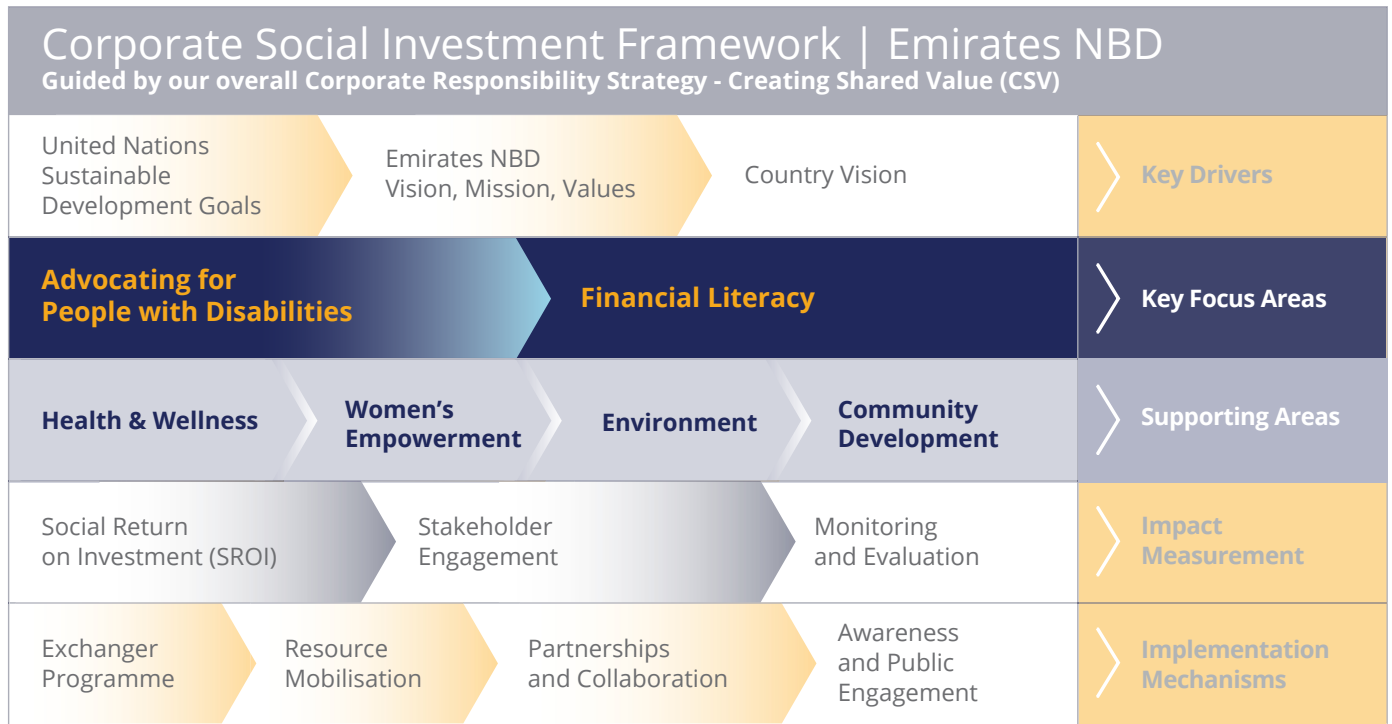 Corporate Social Investment Framework | Emirates NBD
Guided by our overall Corporate Responsibility Strategy - Creating Shared Value (CSV)
United Nations
Sustainable
Development Goals
Emirates NBD
Vision, Mission, Values
Country Vision
Key Drivers
Advocating for
People with Disabilities
Financial Literacy
Key Focus Areas
Health & Wellness
Women’s
Empowerment
Environment
Community
Development
Supporting Areas
Social Return
on Investment (SROI)
Stakeholder
Engagement
Monitoring
and Evaluation
Impact
Measurement
Exchanger
Programme
Resource
Mobilisation
Partnerships
and Collaboration
Awareness
and Public
Engagement
Implementation
Mechanisms